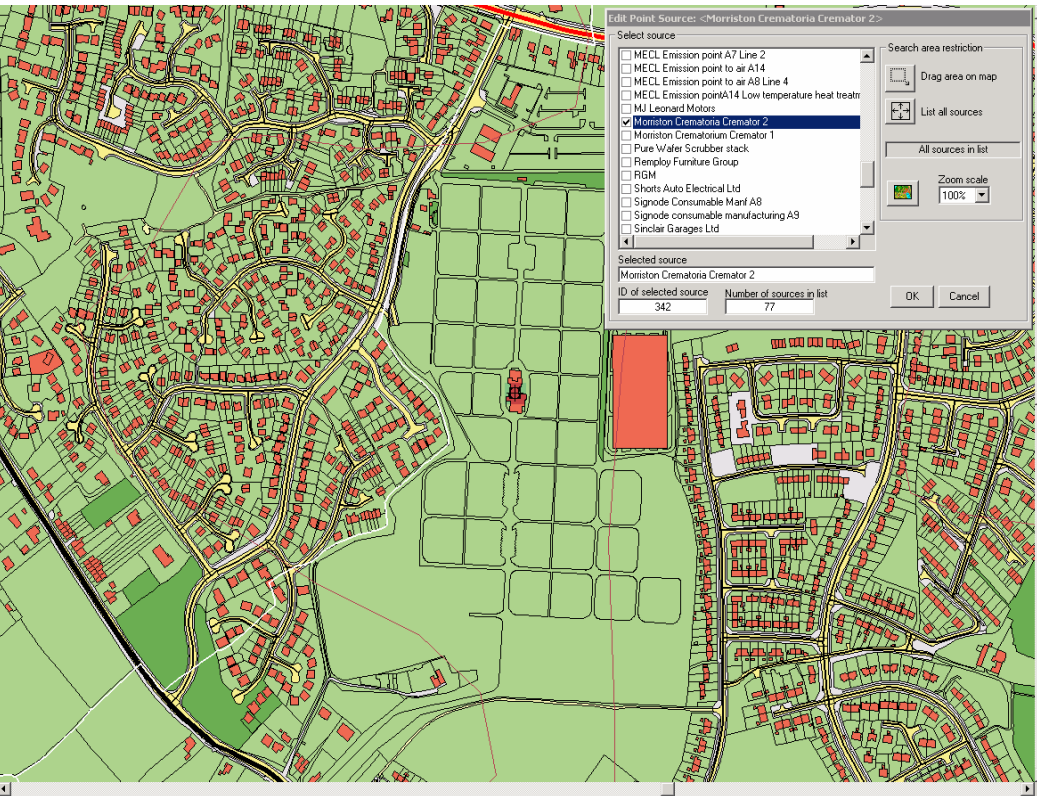 Edit Point Source: <Morriston Crematoria Cremator 2>
Select source
MECL Emission point A7 Line 2
MECL Emission point to air A14
MECL Emission point to air A8 Line 4
MECL Emission pointA14 Low temperature heat treatm
MJ Leonard Motors
Morriston Crematoria Cremator 2
Morriston Crematorium Cremator 1
Pure Wafer Scrubber stack
Remploy Furniture Group
RGM
Shorts Auto Electrical Ltd
Signode Consumable Manf A8
Signode consumable manufacturing A9
Sinclair Garages Ltd
Search area restriction
Drag area on map
List all sources
All sources in list
Zoom scale
100%
Selected source
Morriston Crematoria Cremator 2
ID of selected source
342
Number of sources in list
77
OK
Cancel